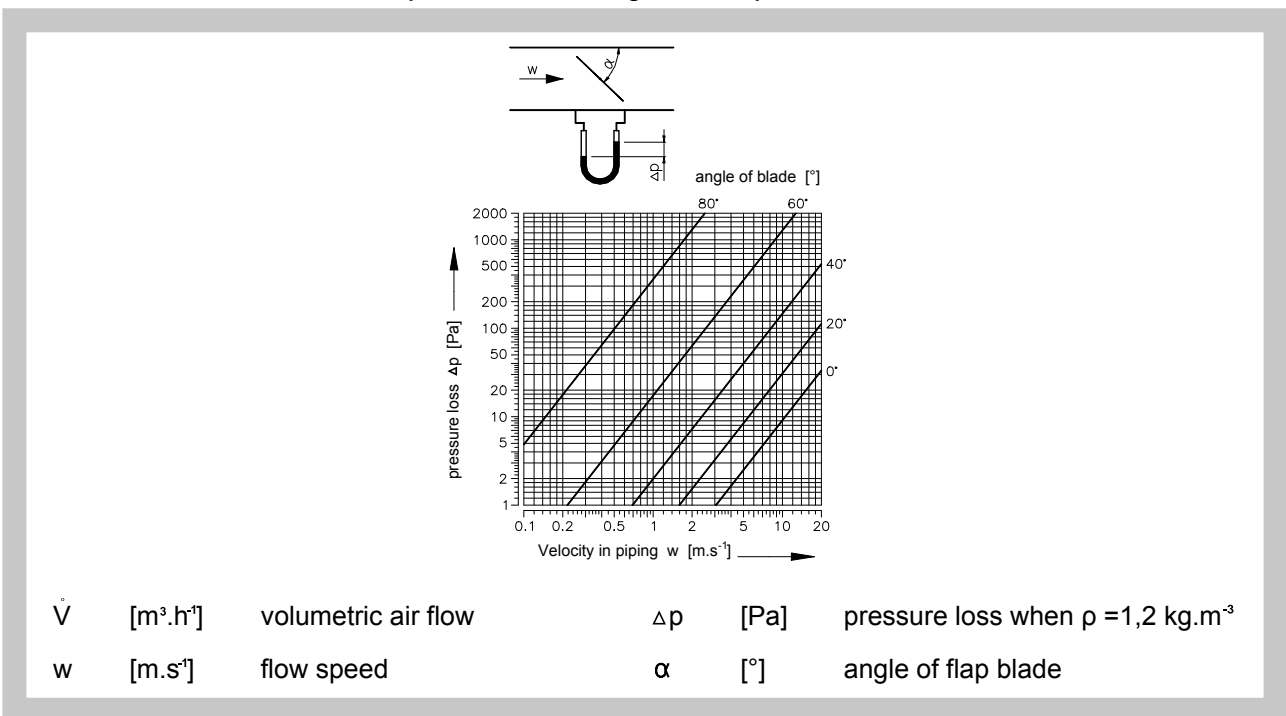 w
α
Δp
angle of blade [°]
80° 60°
2000
1000
500
200
100
50
20
10
5
2
1
40°
20°
0°
pressure loss Δp [Pa]
0.1 0.2 0.5 1 2 5 10 20
Velocity in piping w [m.s⁻¹]
V̊ [m³.h⁻¹] volumetric air flow Δp [Pa] pressure loss when ρ =1,2 kg.m⁻³
w [m.s⁻¹] flow speed α [°] angle of flap blade